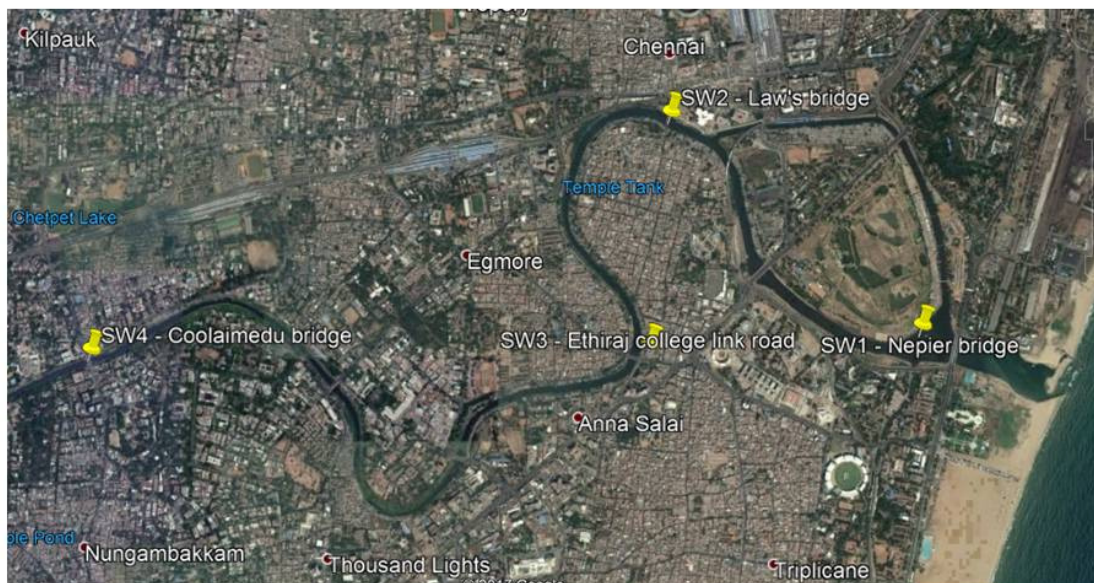 Kilpauk
Chennai
SW2 - Law's bridge
Temple Tank
Chetpet Lake
Egmore
SW4 - Coolaimedu bridge
SW3 - Ethiraj college link road
SW1 - Nepier bridge
Anna Salai
Pond
Nungambakkam
Thousand Lights
Triplicane